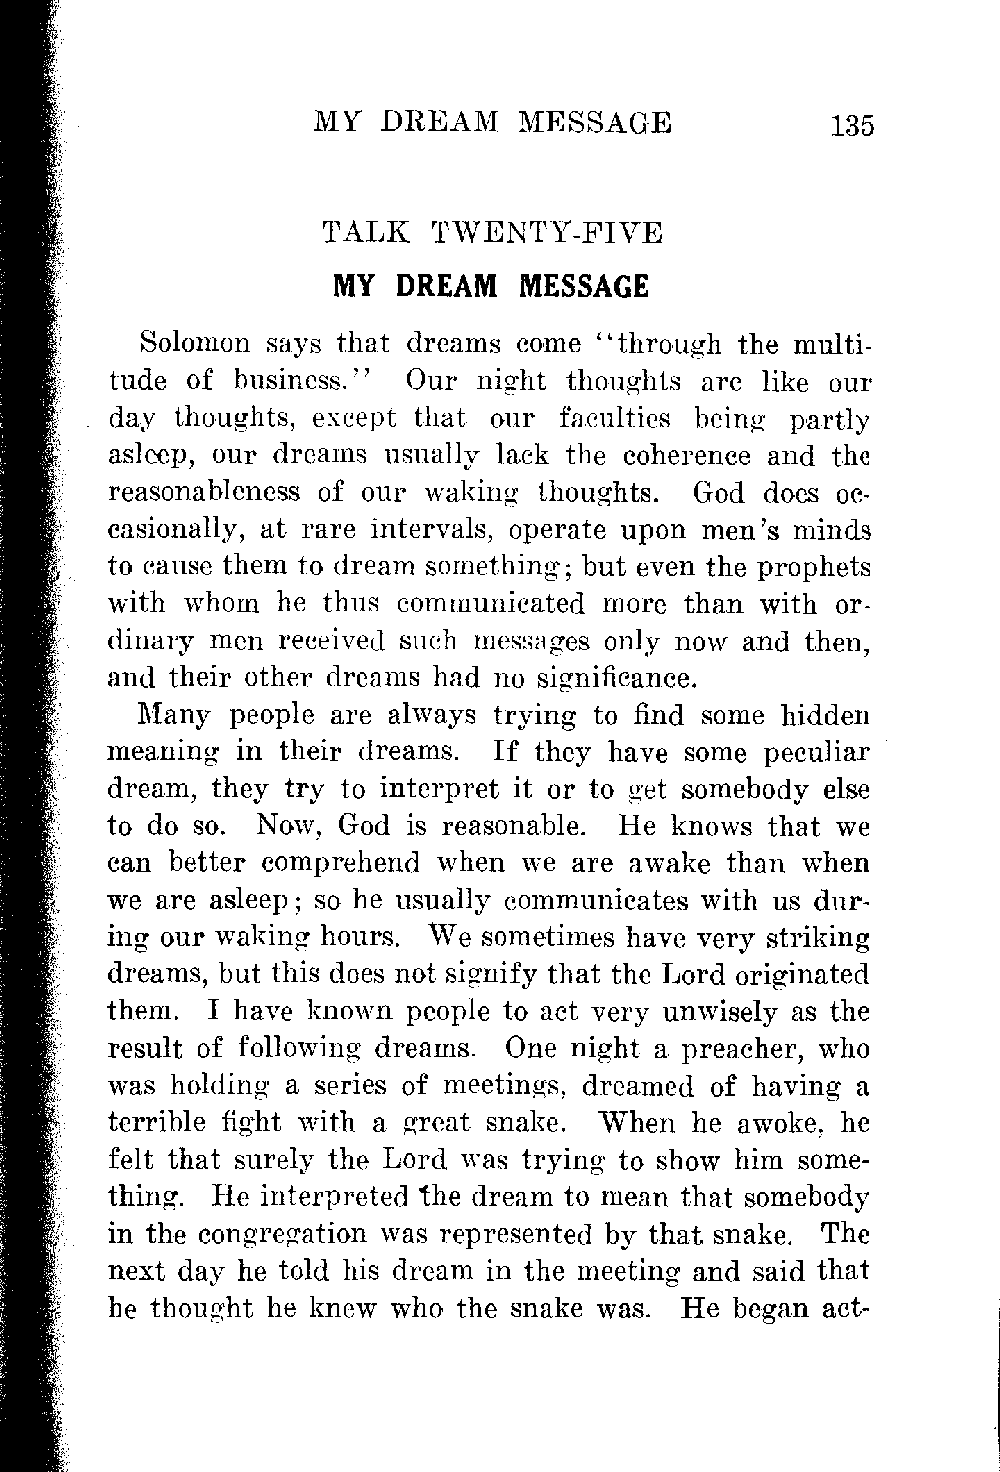 MY DREAM MESSAGE 135
TALK TWENTY-FIVE
MY DREAM MESSAGE
Solomon says that dreams come ‘‘through the multi-
tude of business.’’ Our night thoughts are like our
day thoughts, except that our faculties being partly
asleep, our dreams usually lack the coherence and the
reasonableness of our waking thoughts. God does oc-
casionally, at rare intervals, operate upon men’s minds
to cause them to dream something; but even the prophets
with whom he thus communicated more than with or-
dinary men received such messages only now and then,
and their other dreams had no significance.
Many people are always trying to find some hidden
meaning in their dreams. If they have some peculiar
dream, they try to interpret it or to get somebody else
to do so. Now, God is reasonable. He knows that we
can better comprehend when we are awake than when
we are asleep; so he usually communicates with us dur-
ing our waking hours. We sometimes have very striking
dreams, but this does not signify that the Lord originated
them. I have known people to act very unwisely as the
result of following dreams. One night a preacher, who
was holding a series of meetings, dreamed of having a
terrible fight with a great snake. When he awoke, he
felt that surely the Lord was trying to show him some-
thing. He interpreted the dream to mean that somebody
in the congregation was represented by that snake. The
next day he told his dream in the meeting and said that
he thought he knew who the snake was. He began act-